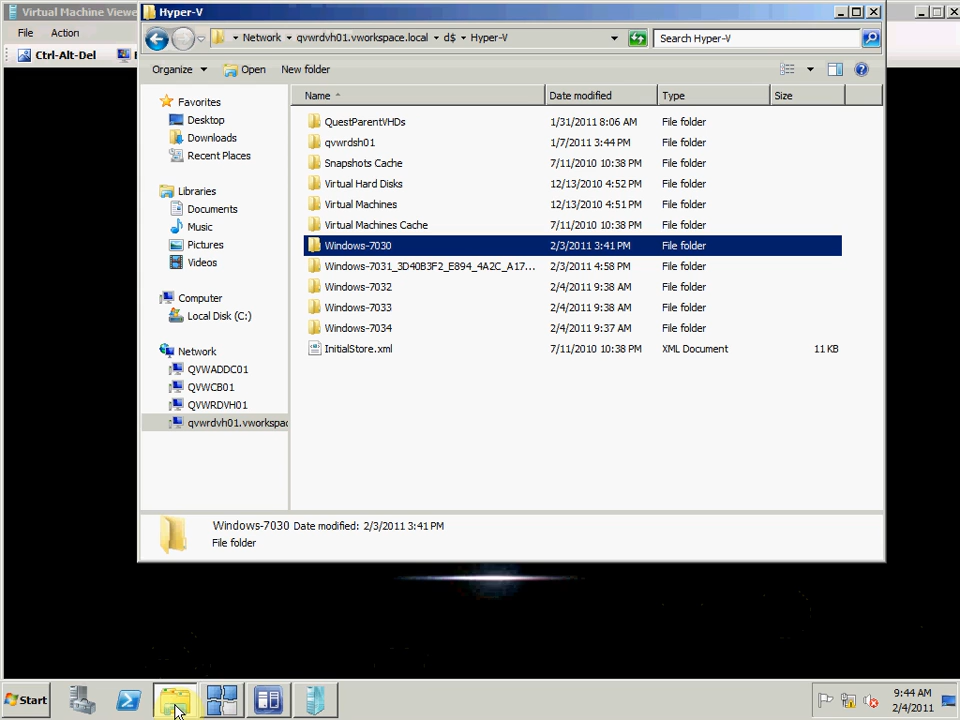 Virtual Machine Viewe
Hyper-V
File Action
Ctrl-Alt-Del
Network qvwrdvh01.vworkspace.local d$ Hyper-V
Search Hyper-V
Organize Open New folder
Name Date modified Type Size
Favorites
Desktop
Downloads
Recent Places
Libraries
Documents
Music
Pictures
Videos
Computer
Local Disk (C:)
Network
QVWADDC01
QVWCB01
QVWRDVH01
qvwrdvh01.vworkspac
QuestParentVHDs 1/31/2011 8:06 AM File folder
qvwrdsh01 1/7/2011 3:44 PM File folder
Snapshots Cache 7/11/2010 10:38 PM File folder
Virtual Hard Disks 12/13/2010 4:52 PM File folder
Virtual Machines 12/13/2010 4:51 PM File folder
Virtual Machines Cache 7/11/2010 10:38 PM File folder
Windows-7030 2/3/2011 3:41 PM File folder
Windows-7031_3D40B3F2_E894_4A2C_A17... 2/3/2011 4:58 PM File folder
Windows-7032 2/4/2011 9:38 AM File folder
Windows-7033 2/4/2011 9:38 AM File folder
Windows-7034 2/4/2011 9:37 AM File folder
InitialStore.xml 7/11/2010 10:38 PM XML Document 11 KB
Windows-7030 Date modified: 2/3/2011 3:41 PM
File folder
Start
9:44 AM
2/4/2011